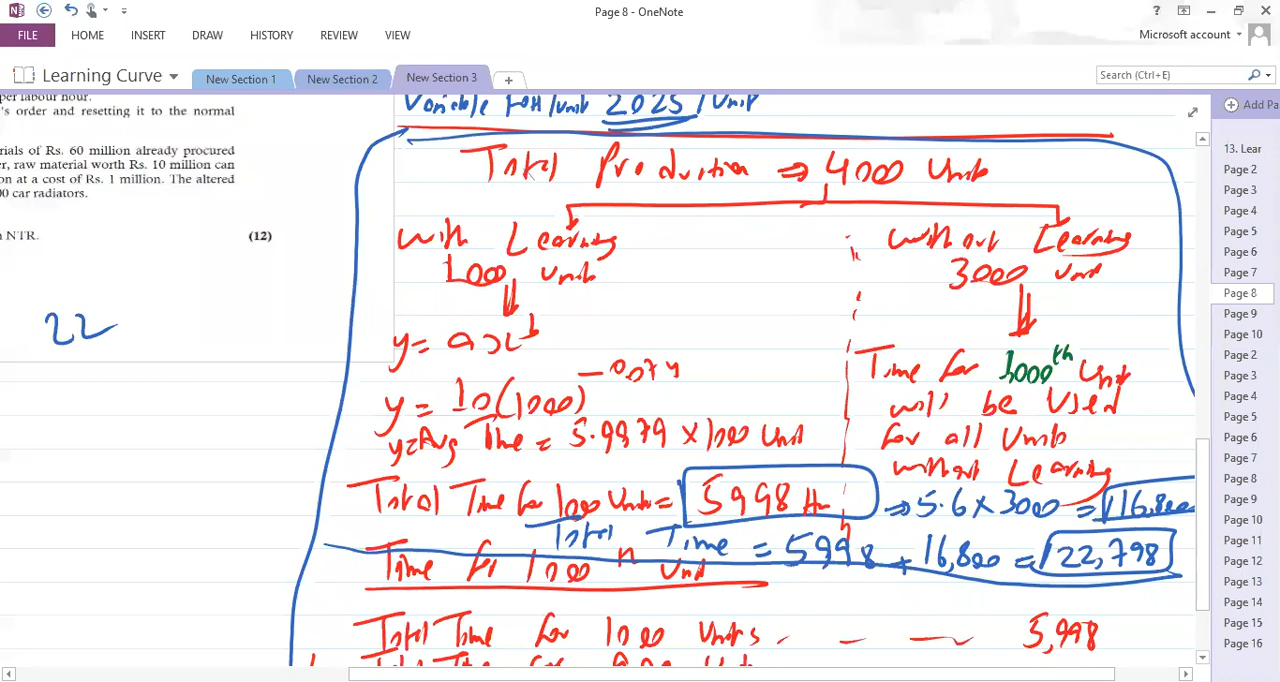 Page 8 - OneNote
FILE HOME INSERT DRAW HISTORY REVIEW VIEW
Microsoft account
Learning Curve New Section 1 New Section 2 New Section 3 +
Search (Ctrl+E)
per labour hour.
's order and resetting it to the normal
rials of Rs. 60 million already procured
er, raw material worth Rs. 10 million can
on at a cost of Rs. 1 million. The altered
00 car radiators.
n NTR. (12)
22
Variable FOH/unit 2025/Unit
Total Production ⇒ 4000 Units
With Learning
1000 units
Without Learning
3000 unit
y = ax^b
y = 10(1000)^-0.074
y=Avg Time = 5.9979 × 1000 Unit
Time for 1000th Unit
will be Used
for all Units
without Learning
Total Time for 1000 Units = 5998 Hr
⇒ 5.6 × 3000 = 16,800
Total Time = 5998 + 16,800 = 22,798
Time for 1000th Unit
Total Time for 1000 Units - - - 5,998
Add Pa
13. Lear
Page 2
Page 3
Page 4
Page 5
Page 6
Page 7
Page 8
Page 9
Page 10
Page 2
Page 3
Page 4
Page 5
Page 6
Page 7
Page 8
Page 9
Page 10
Page 11
Page 12
Page 13
Page 14
Page 15
Page 16